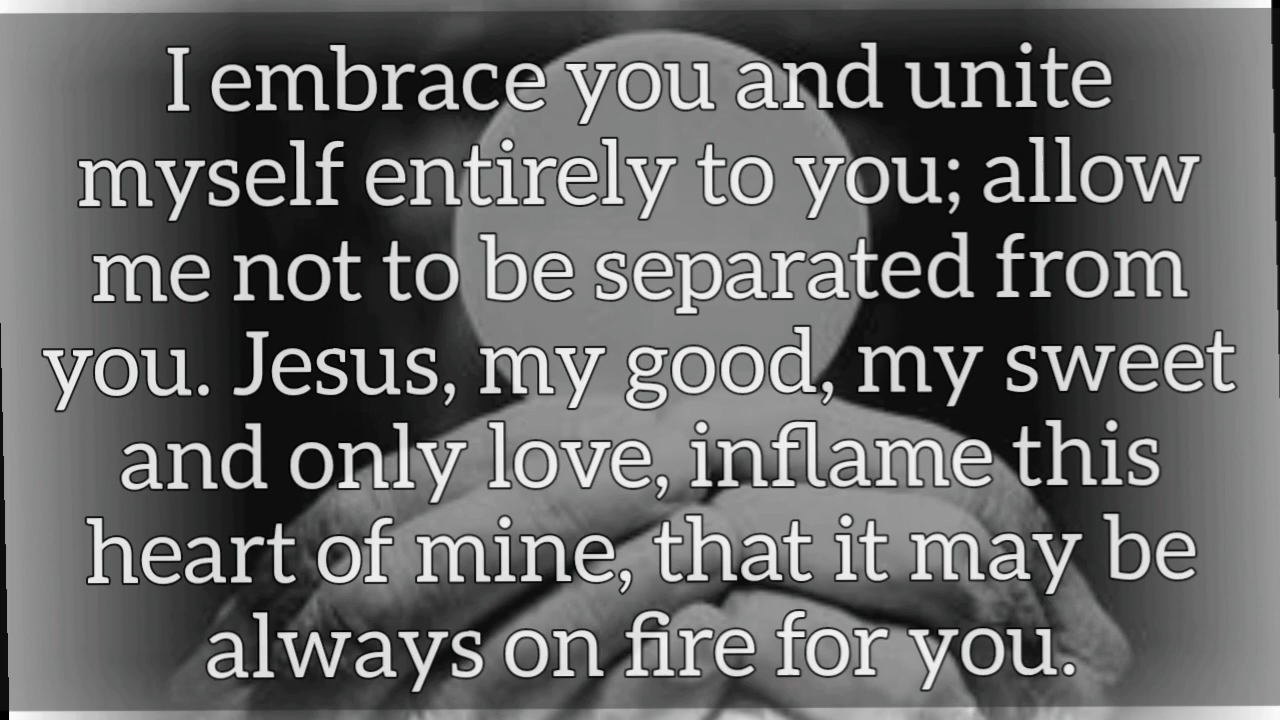 I embrace you and unite
myself entirely to you; allow
me not to be separated from
you. Jesus, my good, my sweet
and only love, inflame this
heart of mine, that it may be
always on fire for you.